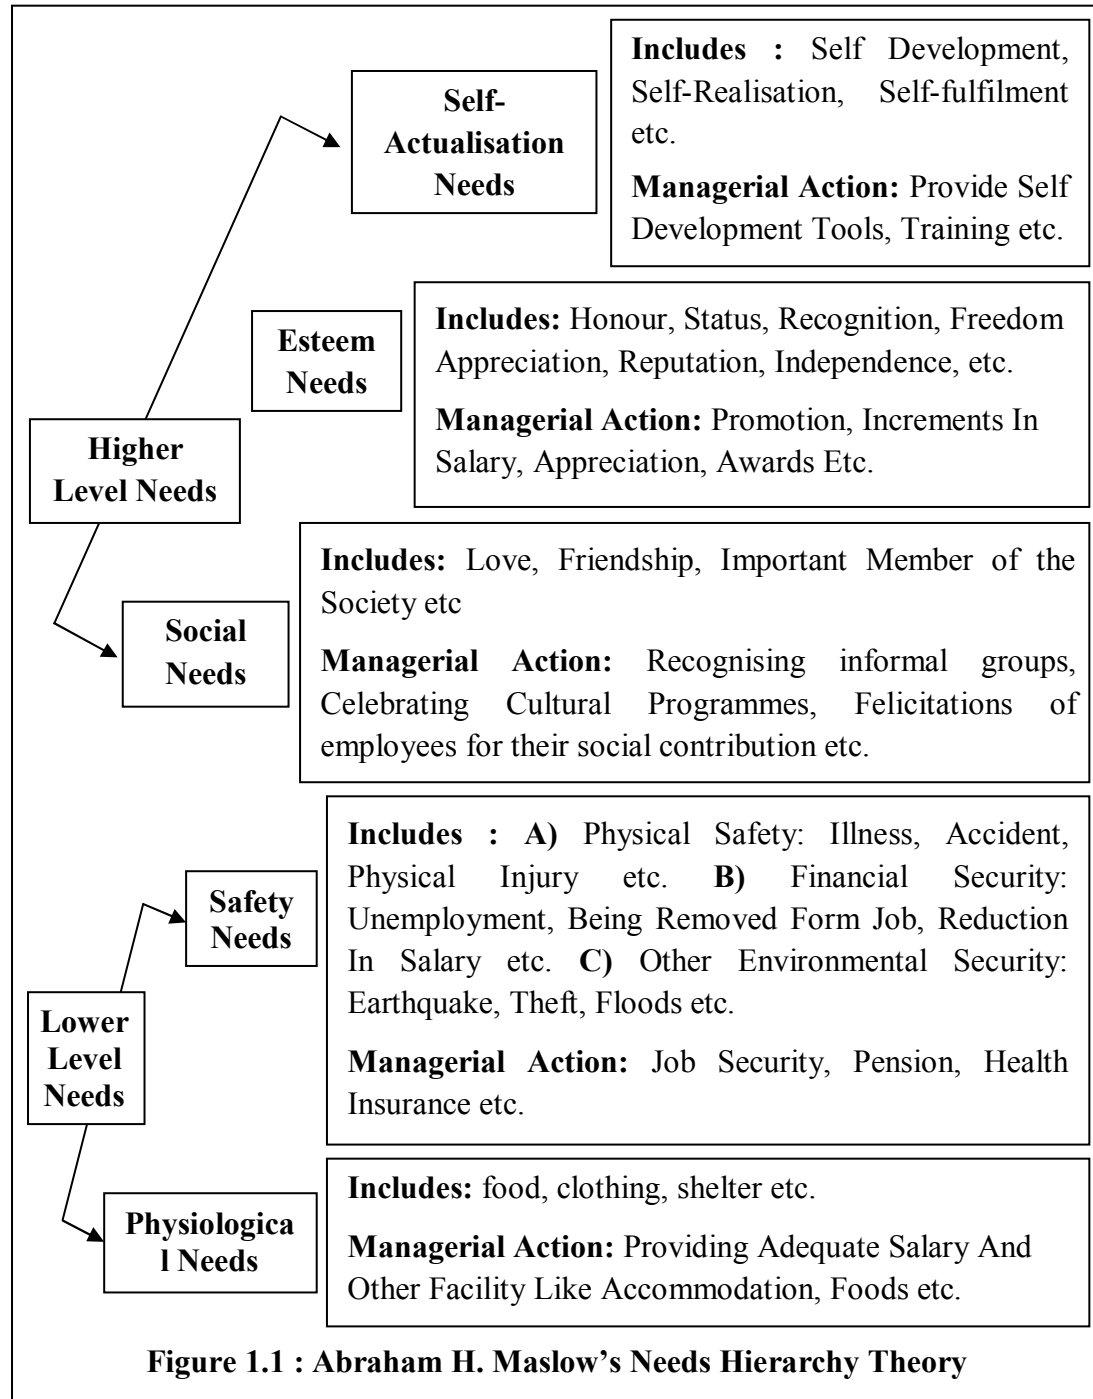 Self-
Actualisation
Needs
Includes : Self Development,
Self-Realisation, Self-fulfilment
etc.
Managerial Action: Provide Self
Development Tools, Training etc.
Esteem
Needs
Includes: Honour, Status, Recognition, Freedom
Appreciation, Reputation, Independence, etc.
Managerial Action: Promotion, Increments In
Salary, Appreciation, Awards Etc.
Higher
Level Needs
Social
Needs
Includes: Love, Friendship, Important Member of the
Society etc
Managerial Action: Recognising informal groups,
Celebrating Cultural Programmes, Felicitations of
employees for their social contribution etc.
Safety
Needs
Includes : A) Physical Safety: Illness, Accident,
Physical Injury etc. B) Financial Security:
Unemployment, Being Removed Form Job, Reduction
In Salary etc. C) Other Environmental Security:
Earthquake, Theft, Floods etc.
Managerial Action: Job Security, Pension, Health
Insurance etc.
Lower
Level
Needs
Physiologica
l Needs
Includes: food, clothing, shelter etc.
Managerial Action: Providing Adequate Salary And
Other Facility Like Accommodation, Foods etc.
Figure 1.1 : Abraham H. Maslow's Needs Hierarchy Theory